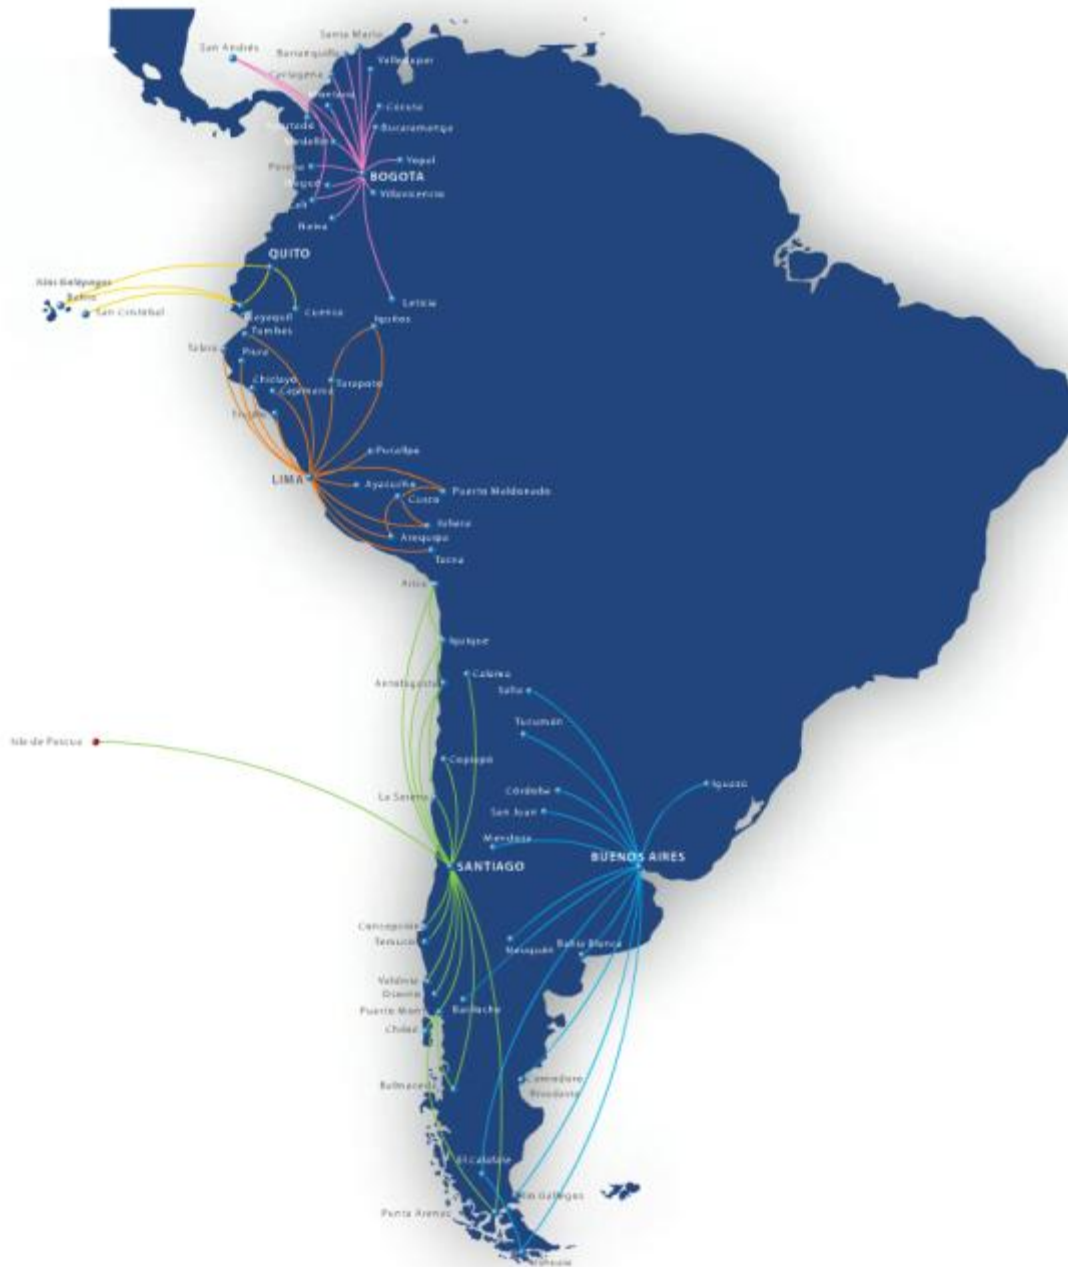 Santa Marta
San Andrés
Barranquilla
Valledupar
Cartagena
Montería
Cúcuta
Bucaramanga
Medellín
Pereira
Yopal
BOGOTA
Ibagué
Villavicencio
Cali
Neiva
QUITO
Islas Galápagos
Baltra
San Cristóbal
Guayaquil
Cuenca
Leticia
Iquitos
Tumbes
Talara
Piura
Chiclayo
Cajamarca
Tarapoto
Trujillo
Pucallpa
LIMA
Ayacucho
Cusco
Puerto Maldonado
Juliaca
Arequipa
Tacna
Arica
Iquique
Calama
Antofagasta
Salta
Tucumán
Isla de Pascua
Copiapó
Iguazú
Córdoba
La Serena
San Juan
Mendoza
BUENOS AIRES
SANTIAGO
Concepción
Temuco
Neuquén
Bahía Blanca
Valdivia
Osorno
Puerto Mont
Bariloche
Chiloé
Balmaceda
Comodoro
Rivadavia
El Calafate
Río Gallegos
Punta Arenas
Ushuaia